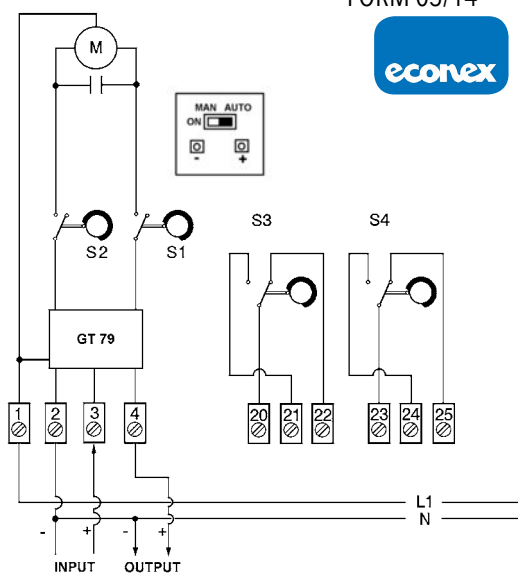 FORM 05/14
econex
M
MAN AUTO
ON
- +
S3 S4
S2 S1
GT 79
1 2 3 4 20 21 22 23 24 25
L1
N
- + - +
INPUT OUTPUT